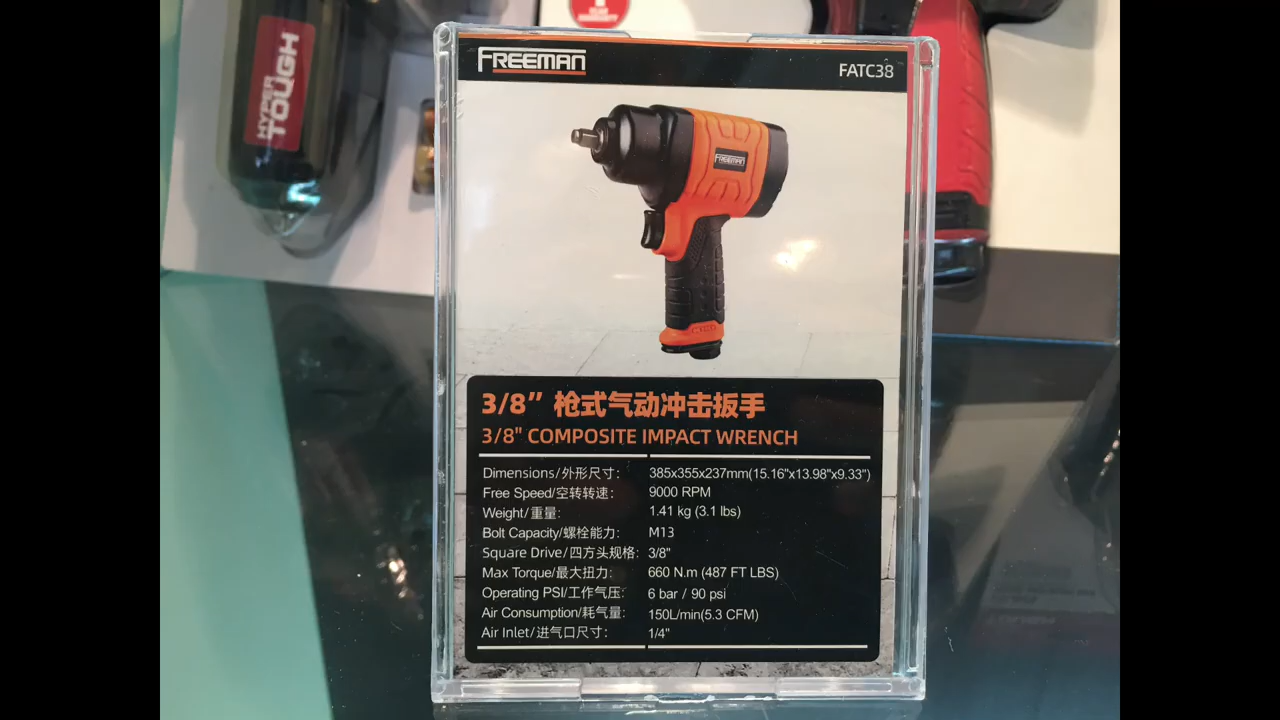 HYPER
TOUGH
FREEMAN
FATC38
FREEMAN
3/8” 枪式气动冲击扳手
3/8" COMPOSITE IMPACT WRENCH
Dimensions/外形尺寸: 385x355x237mm(15.16"x13.98"x9.33")
Free Speed/空转转速: 9000 RPM
Weight/重量: 1.41 kg (3.1 lbs)
Bolt Capacity/螺栓能力: M13
Square Drive/四方头规格: 3/8"
Max Torque/最大扭力: 660 N.m (487 FT LBS)
Operating PSI/工作气压: 6 bar / 90 psi
Air Consumption/耗气量: 150L/min(5.3 CFM)
Air Inlet/进气口尺寸: 1/4"